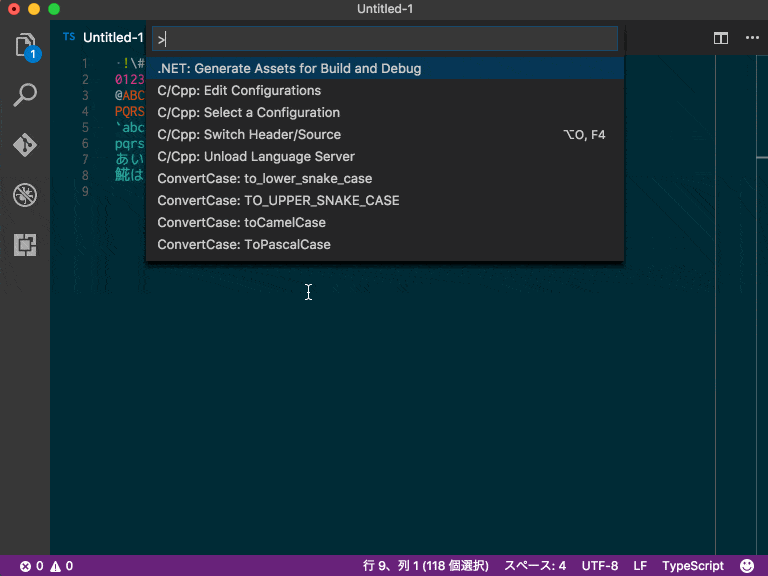 Untitled-1
TS Untitled-1
>
.NET: Generate Assets for Build and Debug
C/Cpp: Edit Configurations
C/Cpp: Select a Configuration
C/Cpp: Switch Header/Source ⌥O, F4
C/Cpp: Unload Language Server
ConvertCase: to_lower_snake_case
ConvertCase: TO_UPPER_SNAKE_CASE
ConvertCase: toCamelCase
ConvertCase: ToPascalCase
1 ·!\#
2 0123
3 @ABC
4 PQRS
5 `abc
6 pqrs
7 あい
8 鯱は
9
1
0 0 行 9、列 1 (118 個選択) スペース: 4 UTF-8 LF TypeScript